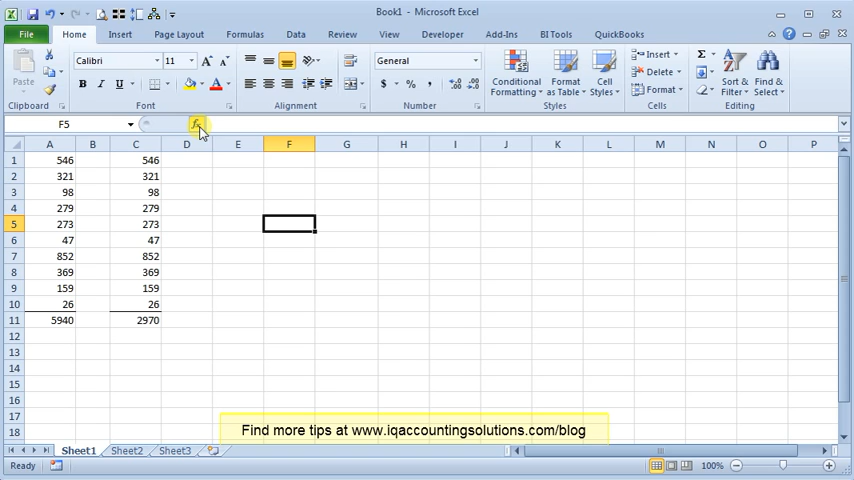 Book1 - Microsoft Excel
File Home Insert Page Layout Formulas Data Review View Developer Add-Ins BI Tools QuickBooks
Calibri 11 General
Paste
Conditional Formatting Format as Table Cell Styles
Insert
Delete
Format
Sort & Filter Find & Select
Clipboard Font Alignment Number Styles Cells Editing
F5 fx
A B C D E F G H I J K L M N O P
1 546 546
2 321 321
3 98 98
4 279 279
5 273 273
6 47 47
7 852 852
8 369 369
9 159 159
10 26 26
11 5940 2970
12
13
14
15
16
17
18
Find more tips at www.iqaccountingsolutions.com/blog
Sheet1 Sheet2 Sheet3
Ready 100%